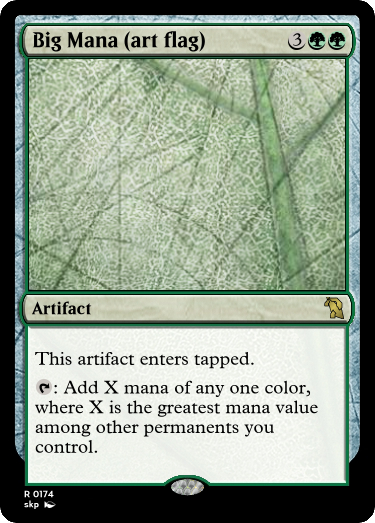 Big Mana (art flag) 3
Artifact
This artifact enters tapped.
: Add X mana of any one color,
where X is the greatest mana value
among other permanents you
control.
R 0174
skp